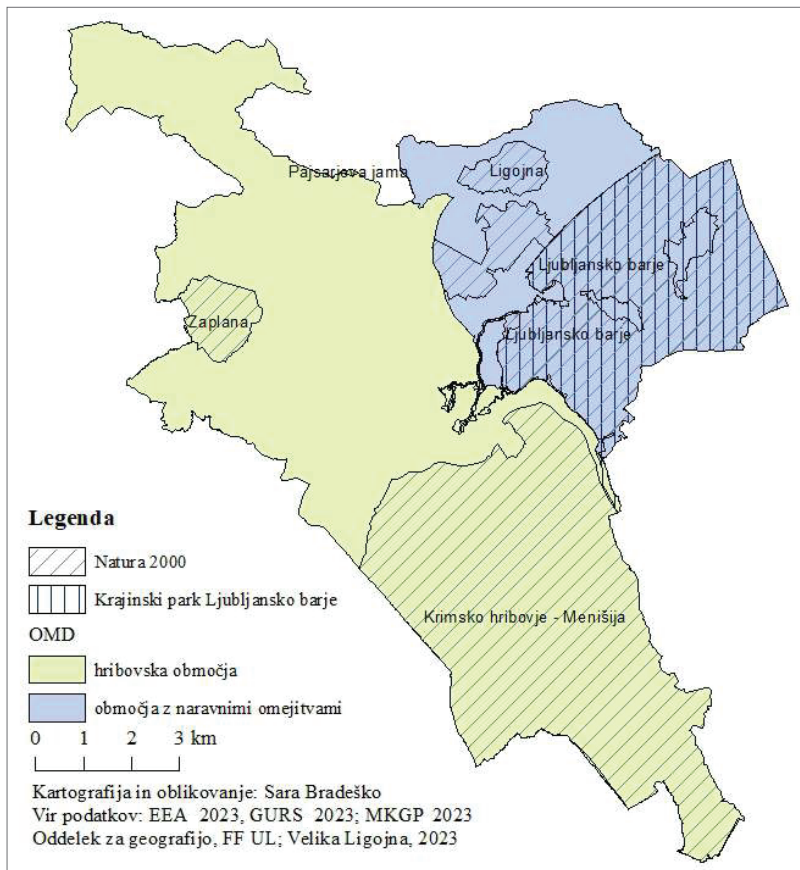 Pajsarjova jama
Ligojna
Ljubljansko barje
Zaplana
Ljubljansko barje
Legenda
Natura 2000
Krajinski park Ljubljansko barje
Krimsko hribovje - Menišija
OMD
hribovska območja
območja z naravnimi omejitvami
0 1 2 3 km
Kartografija in oblikovanje: Sara Bradeško
Vir podatkov: EEA 2023, GURS 2023; MKGP 2023
Oddelek za geografijo, FF UL; Velika Ligojna, 2023